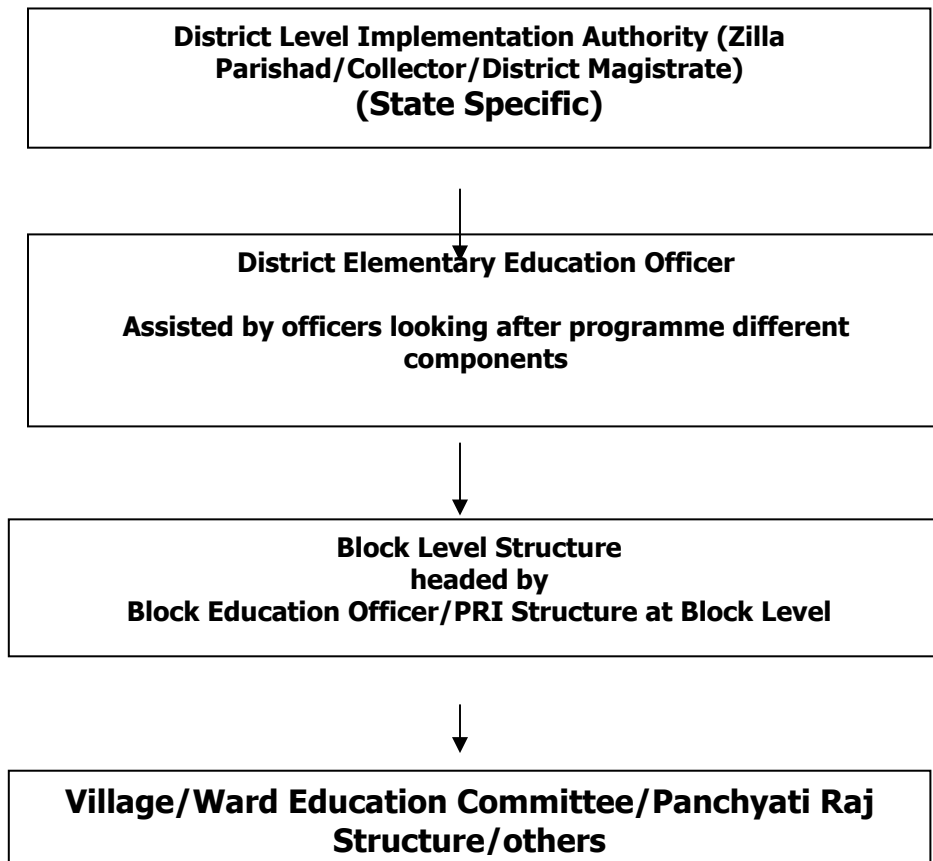 District Level Implementation Authority (Zilla
Parishad/Collector/District Magistrate)
(State Specific)
District Elementary Education Officer
Assisted by officers looking after programme different
components
Block Level Structure
headed by
Block Education Officer/PRI Structure at Block Level
Village/Ward Education Committee/Panchyati Raj
Structure/others